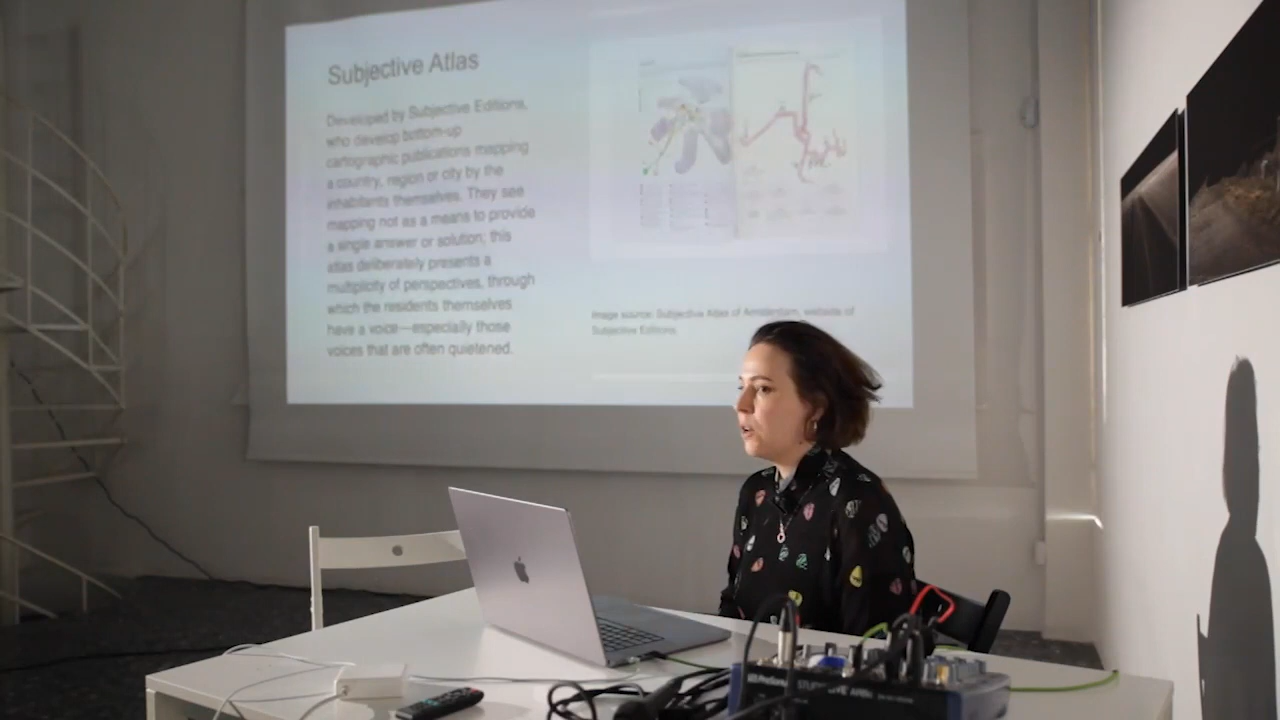 Subjective Atlas
Developed by Subjective Editions,
who develop bottom-up
cartographic publications mapping
a country, region or city by the
inhabitants themselves. They see
mapping not as a means to provide
a single answer or solution; this
atlas deliberately presents a
multiplicity of perspectives, through
which the residents themselves
have a voice—especially those
voices that are often quietened.
Image source: Subjective Atlas of Amsterdam, website of
Subjective Editions.
PreSonus